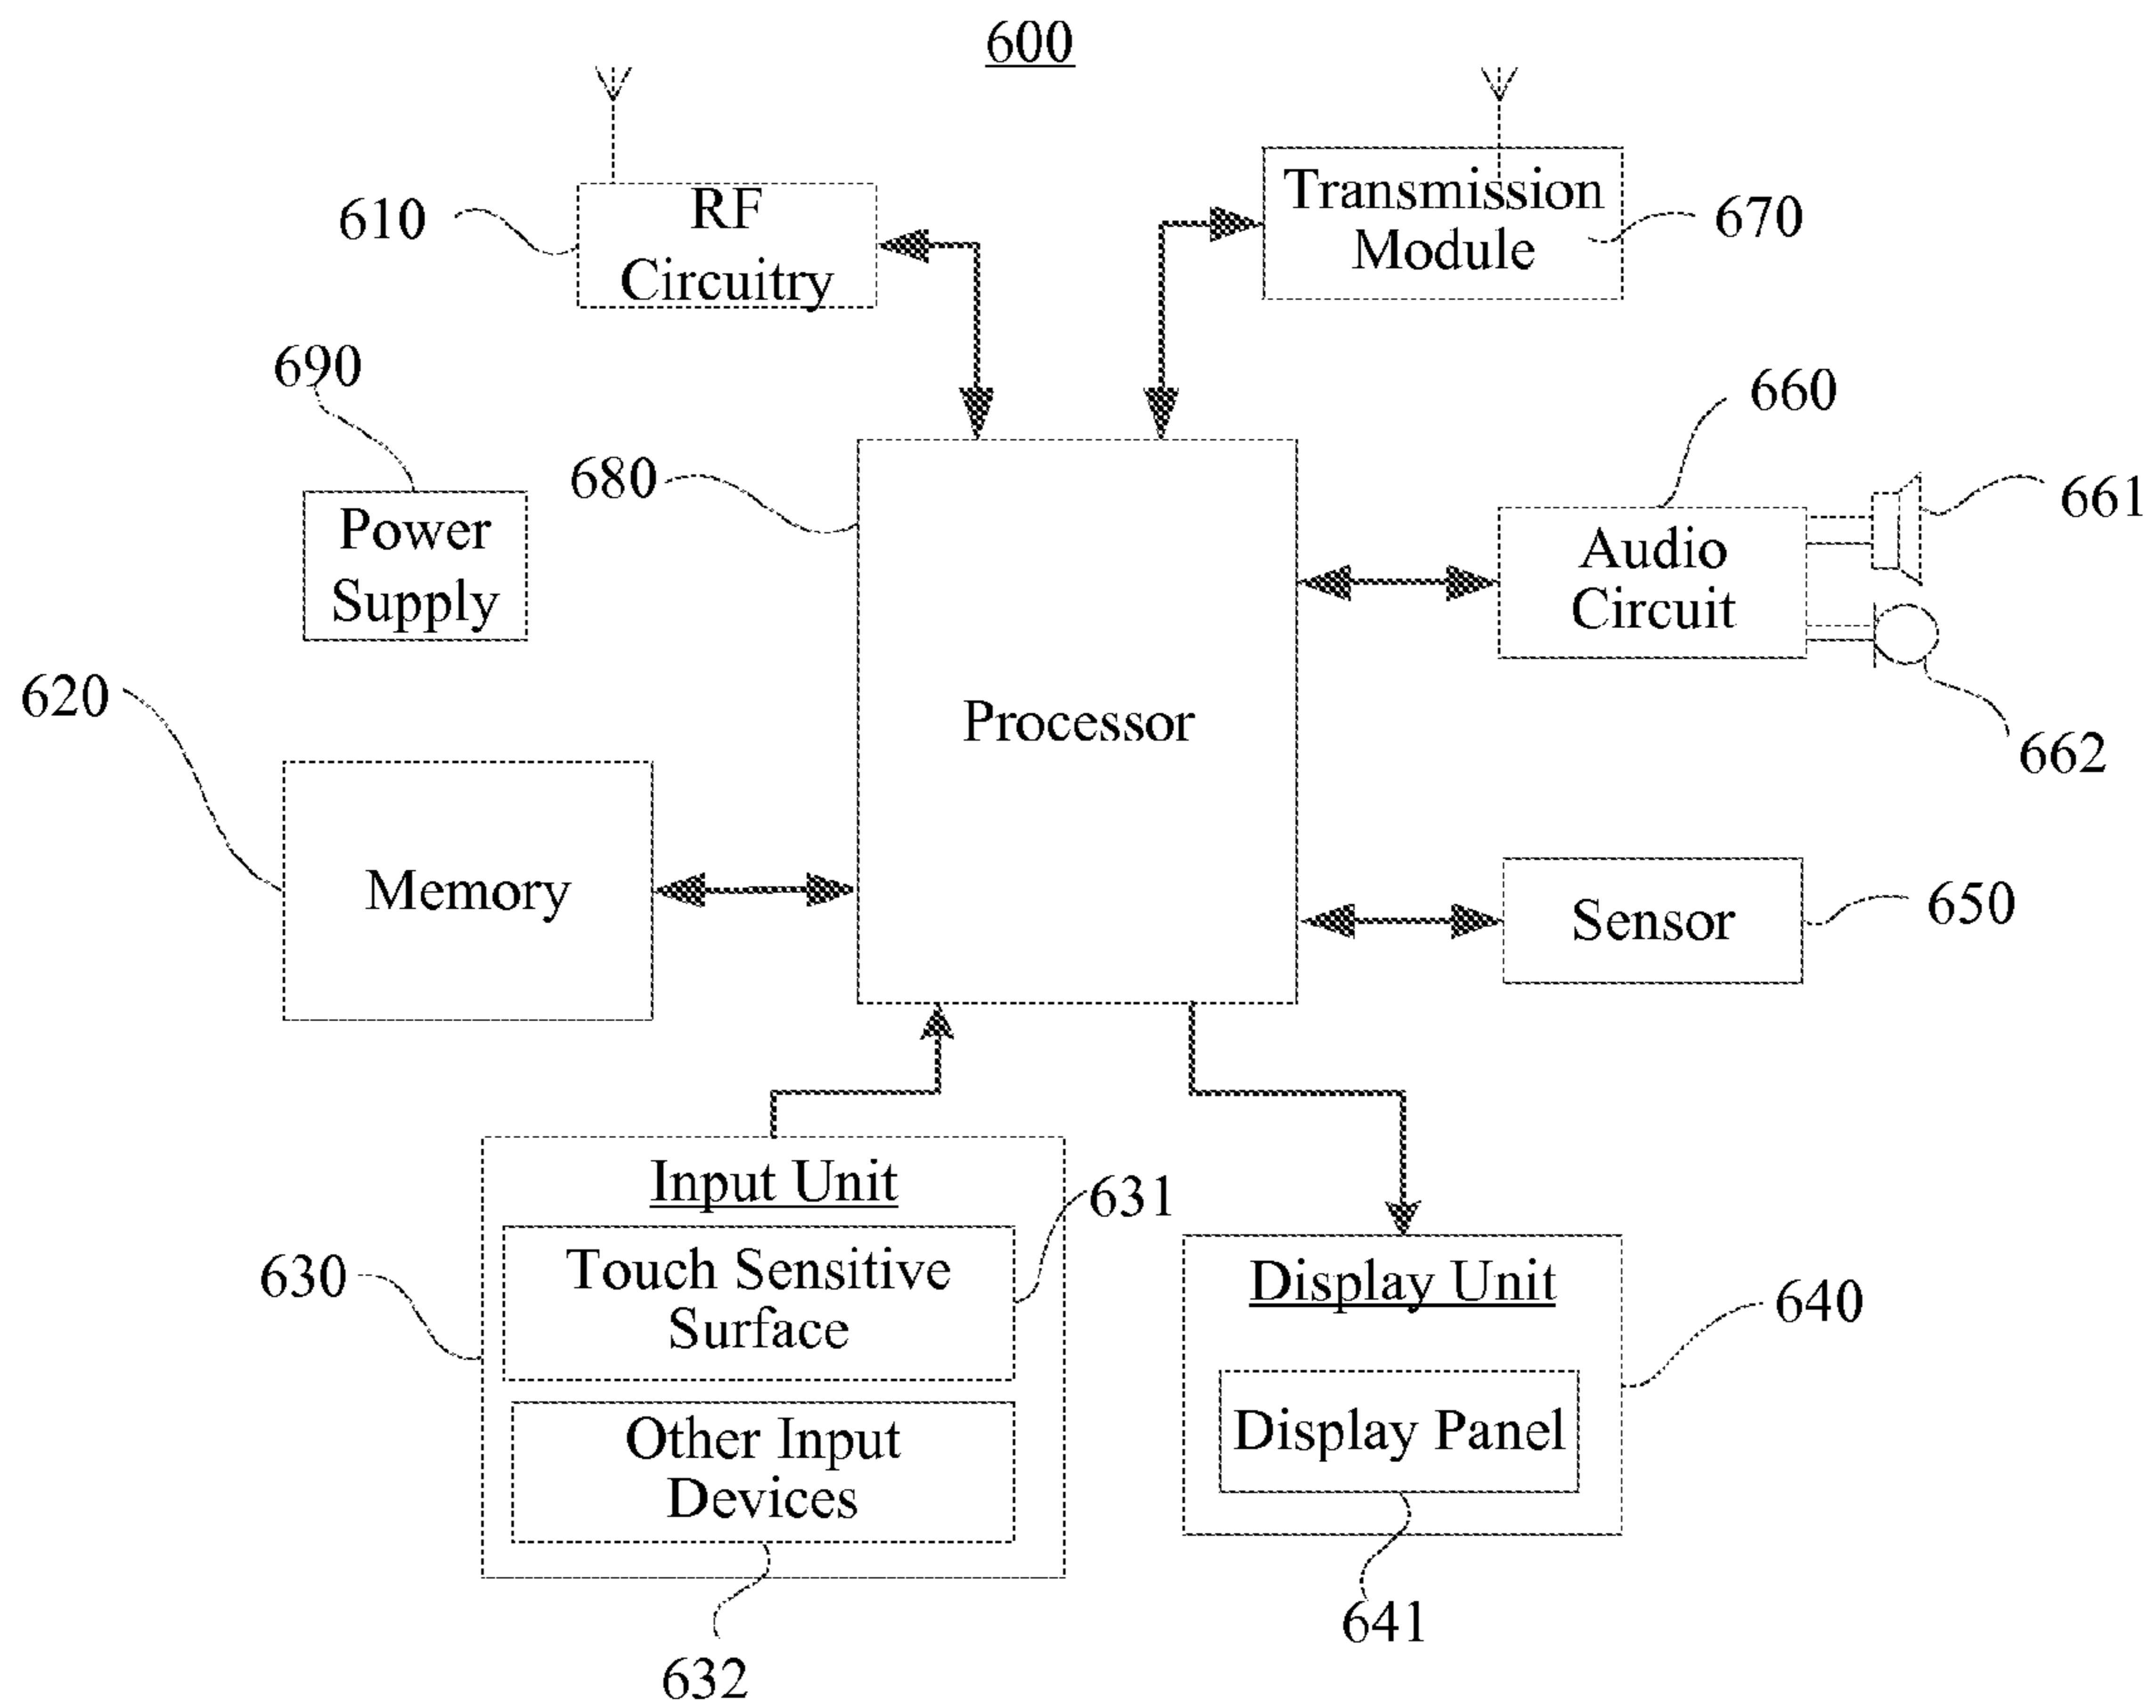 600
RF
Circuitry
610
Transmission
Module
670
690
Power
Supply
680
Processor
660
Audio
Circuit
661
662
620
Memory
Sensor
650
Input Unit
631
Touch Sensitive
Surface
630
Other Input
Devices
632
Display Unit
640
Display Panel
641